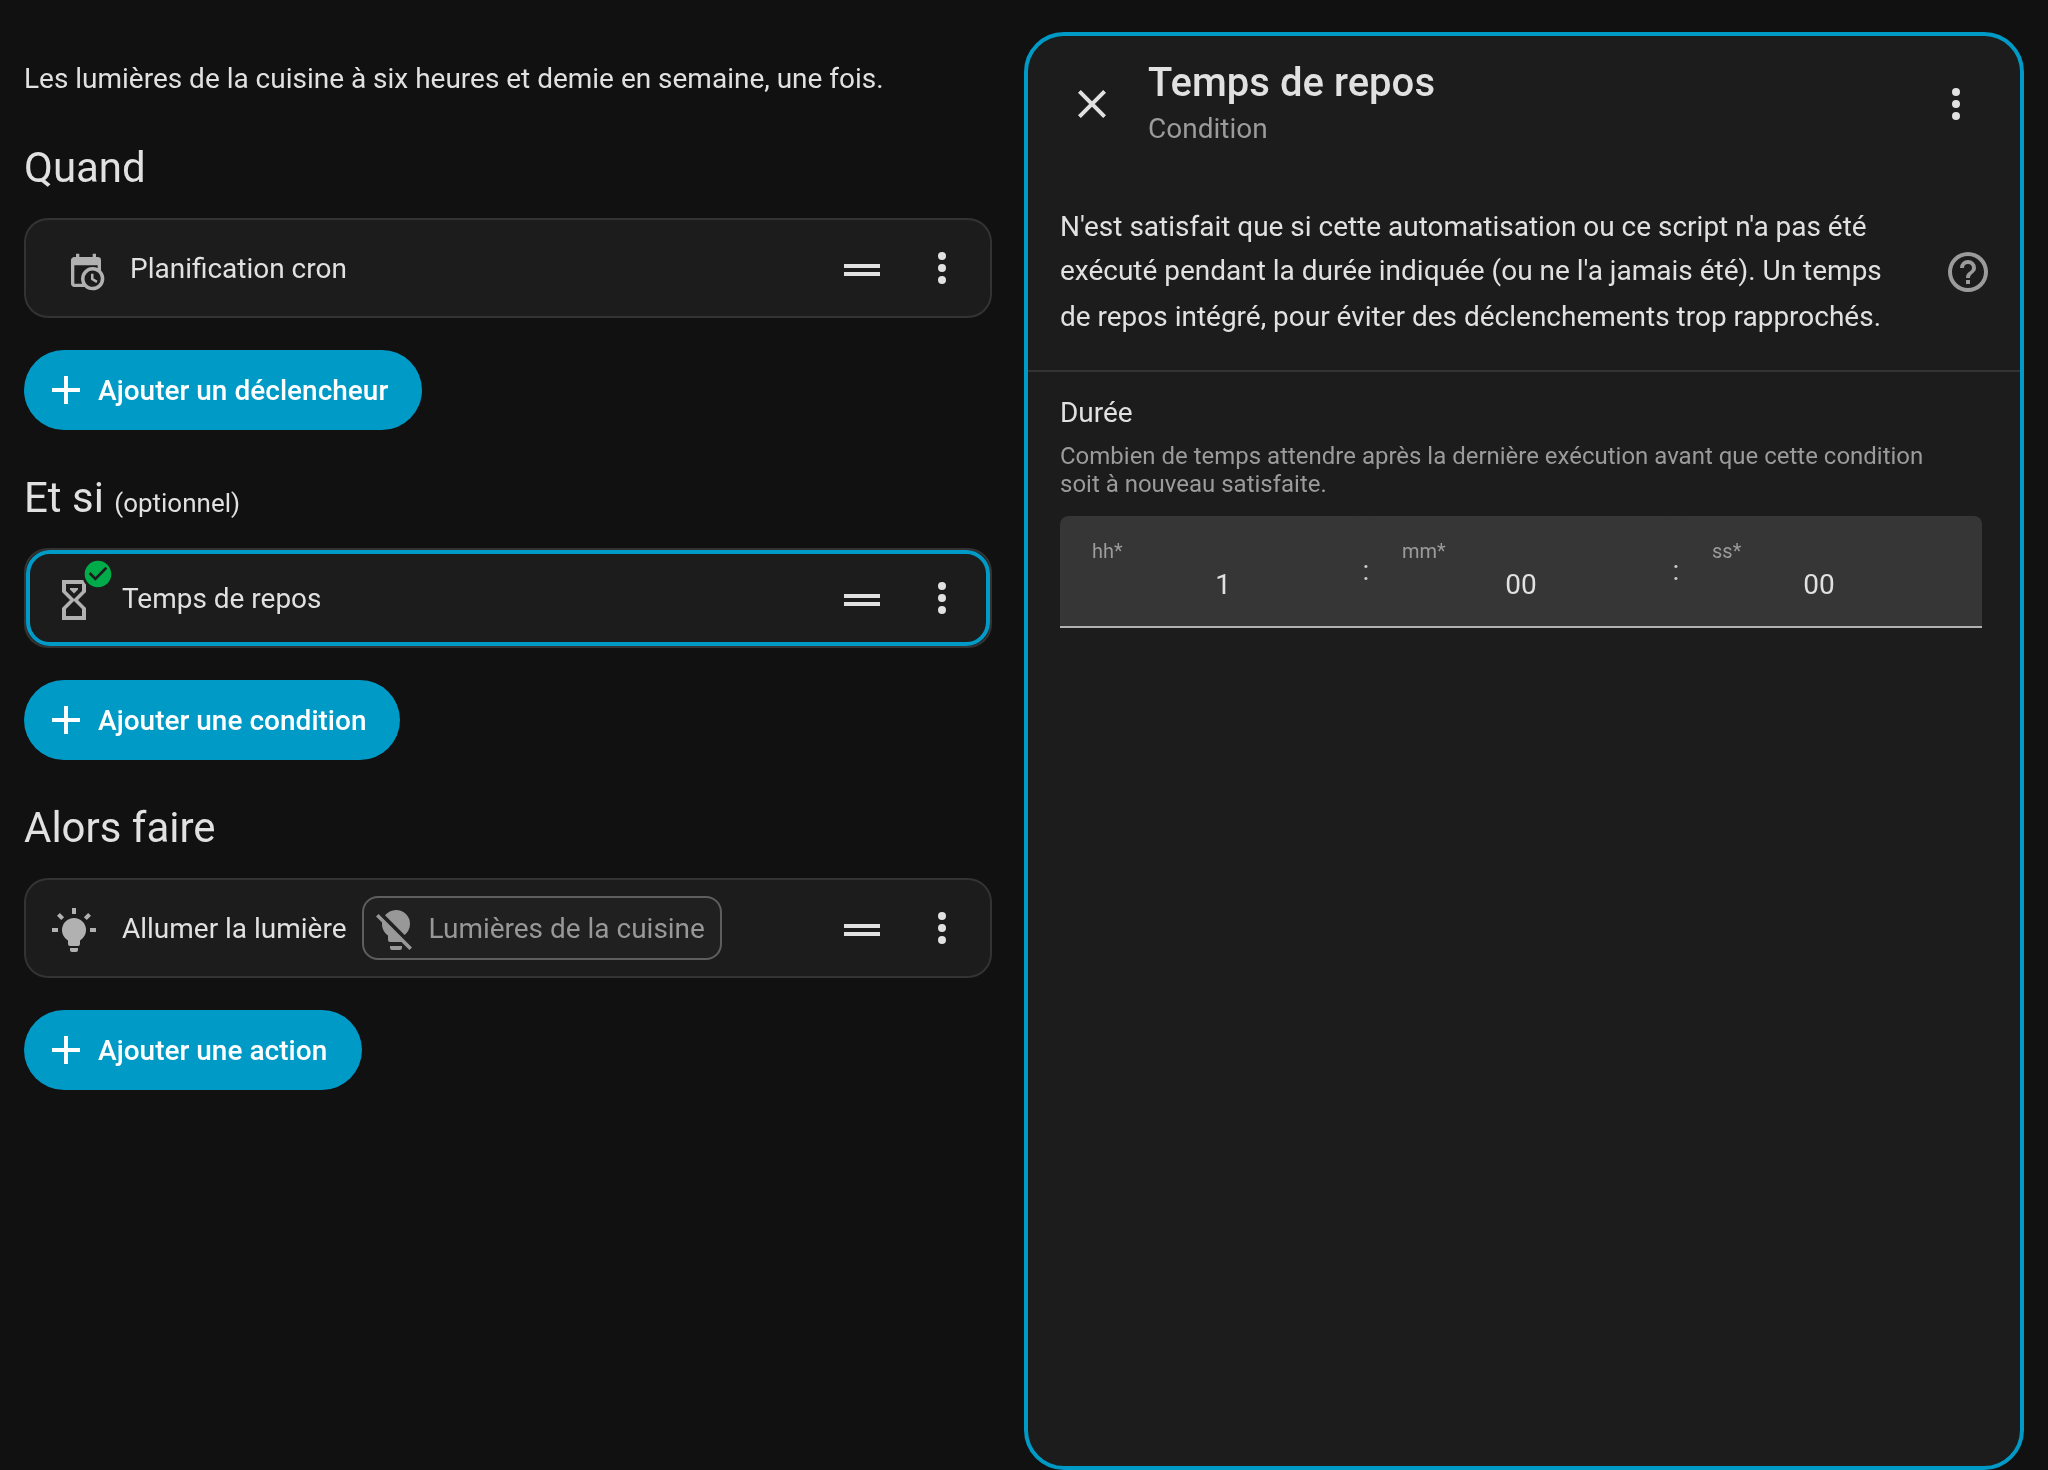 Les lumières de la cuisine à six heures et demie en semaine, une fois.
Quand
Planification cron
Ajouter un déclencheur
Et si (optionnel)
Temps de repos
Ajouter une condition
Alors faire
Allumer la lumière Lumières de la cuisine
Ajouter une action
Temps de repos
Condition
N'est satisfait que si cette automatisation ou ce script n'a pas été
exécuté pendant la durée indiquée (ou ne l'a jamais été). Un temps
de repos intégré, pour éviter des déclenchements trop rapprochés.
Durée
Combien de temps attendre après la dernière exécution avant que cette condition
soit à nouveau satisfaite.
hh* mm* ss*
1 : 00 : 00